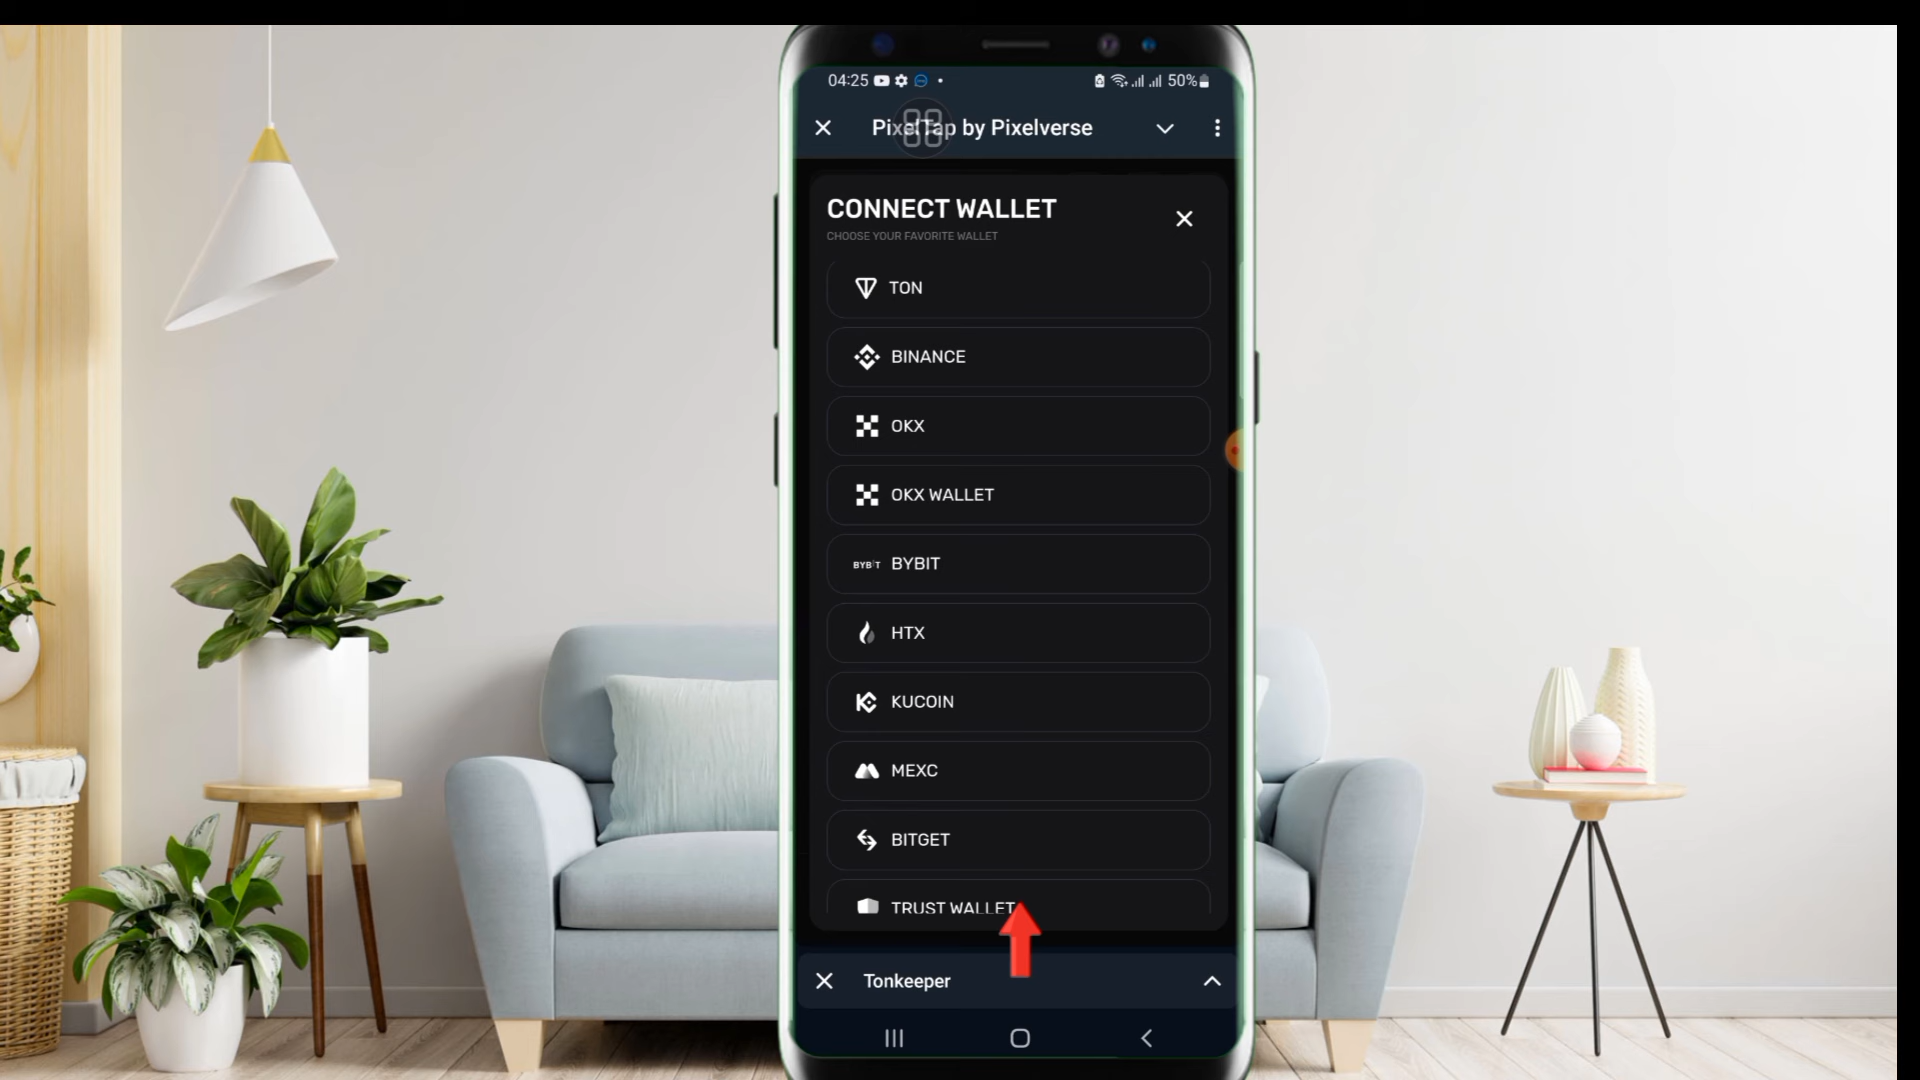 04:25 50%
PixelTap by Pixelverse
CONNECT WALLET
CHOOSE YOUR FAVORITE WALLET
TON
BINANCE
OKX
OKX WALLET
BYBIT BYBIT
HTX
KUCOIN
MEXC
BITGET
TRUST WALLET
Tonkeeper